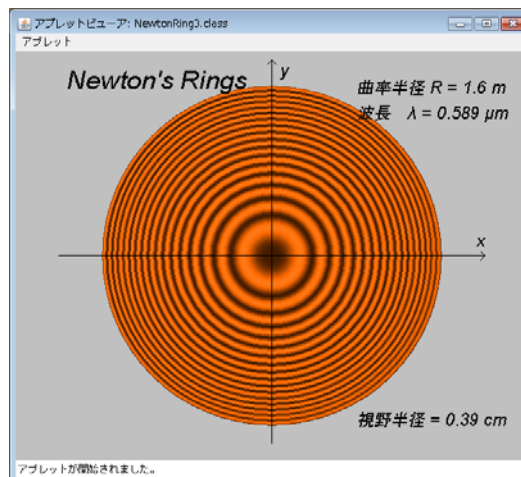 アプレットビューア: NewtonRing3.class
アプレット
Newton's Rings
y
曲率半径 R = 1.6 m
波長 λ = 0.589 μm
x
視野半径 = 0.39 cm
アプレットが開始されました。